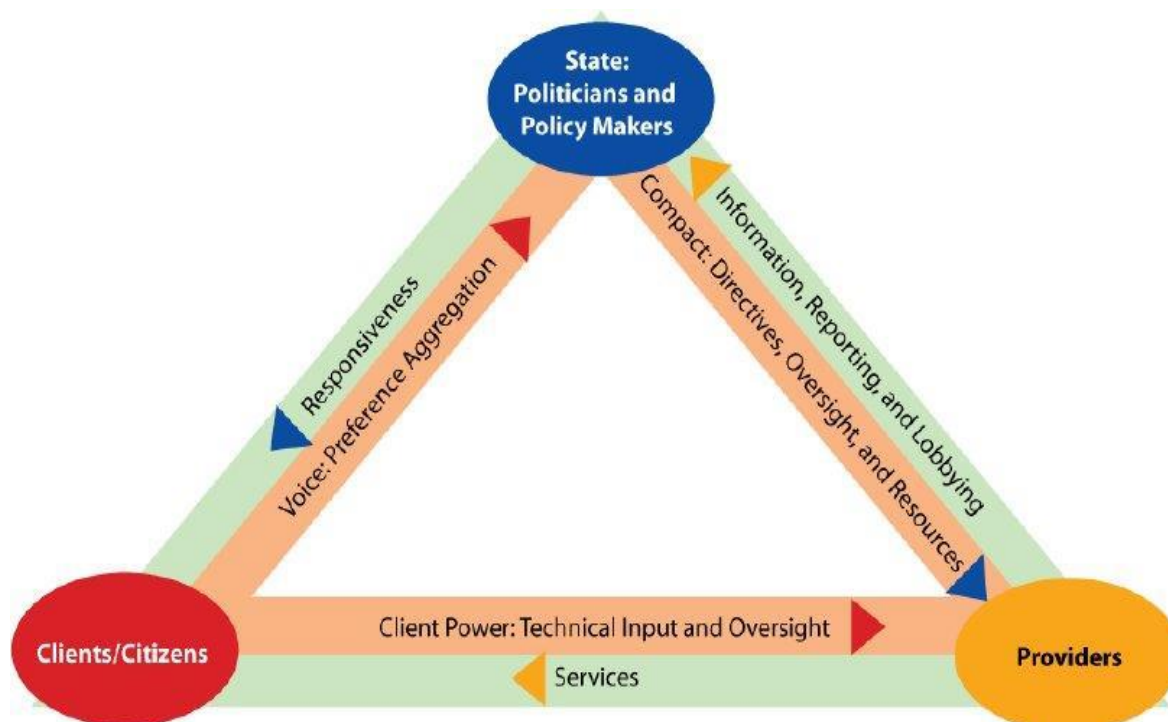 State:
Politicians and
Policy Makers
Responsiveness
Voice: Preference Aggregation
Compact: Directives, Oversight, and Resources
Information, Reporting, and Lobbying
Clients/Citizens
Client Power: Technical Input and Oversight
Services
Providers